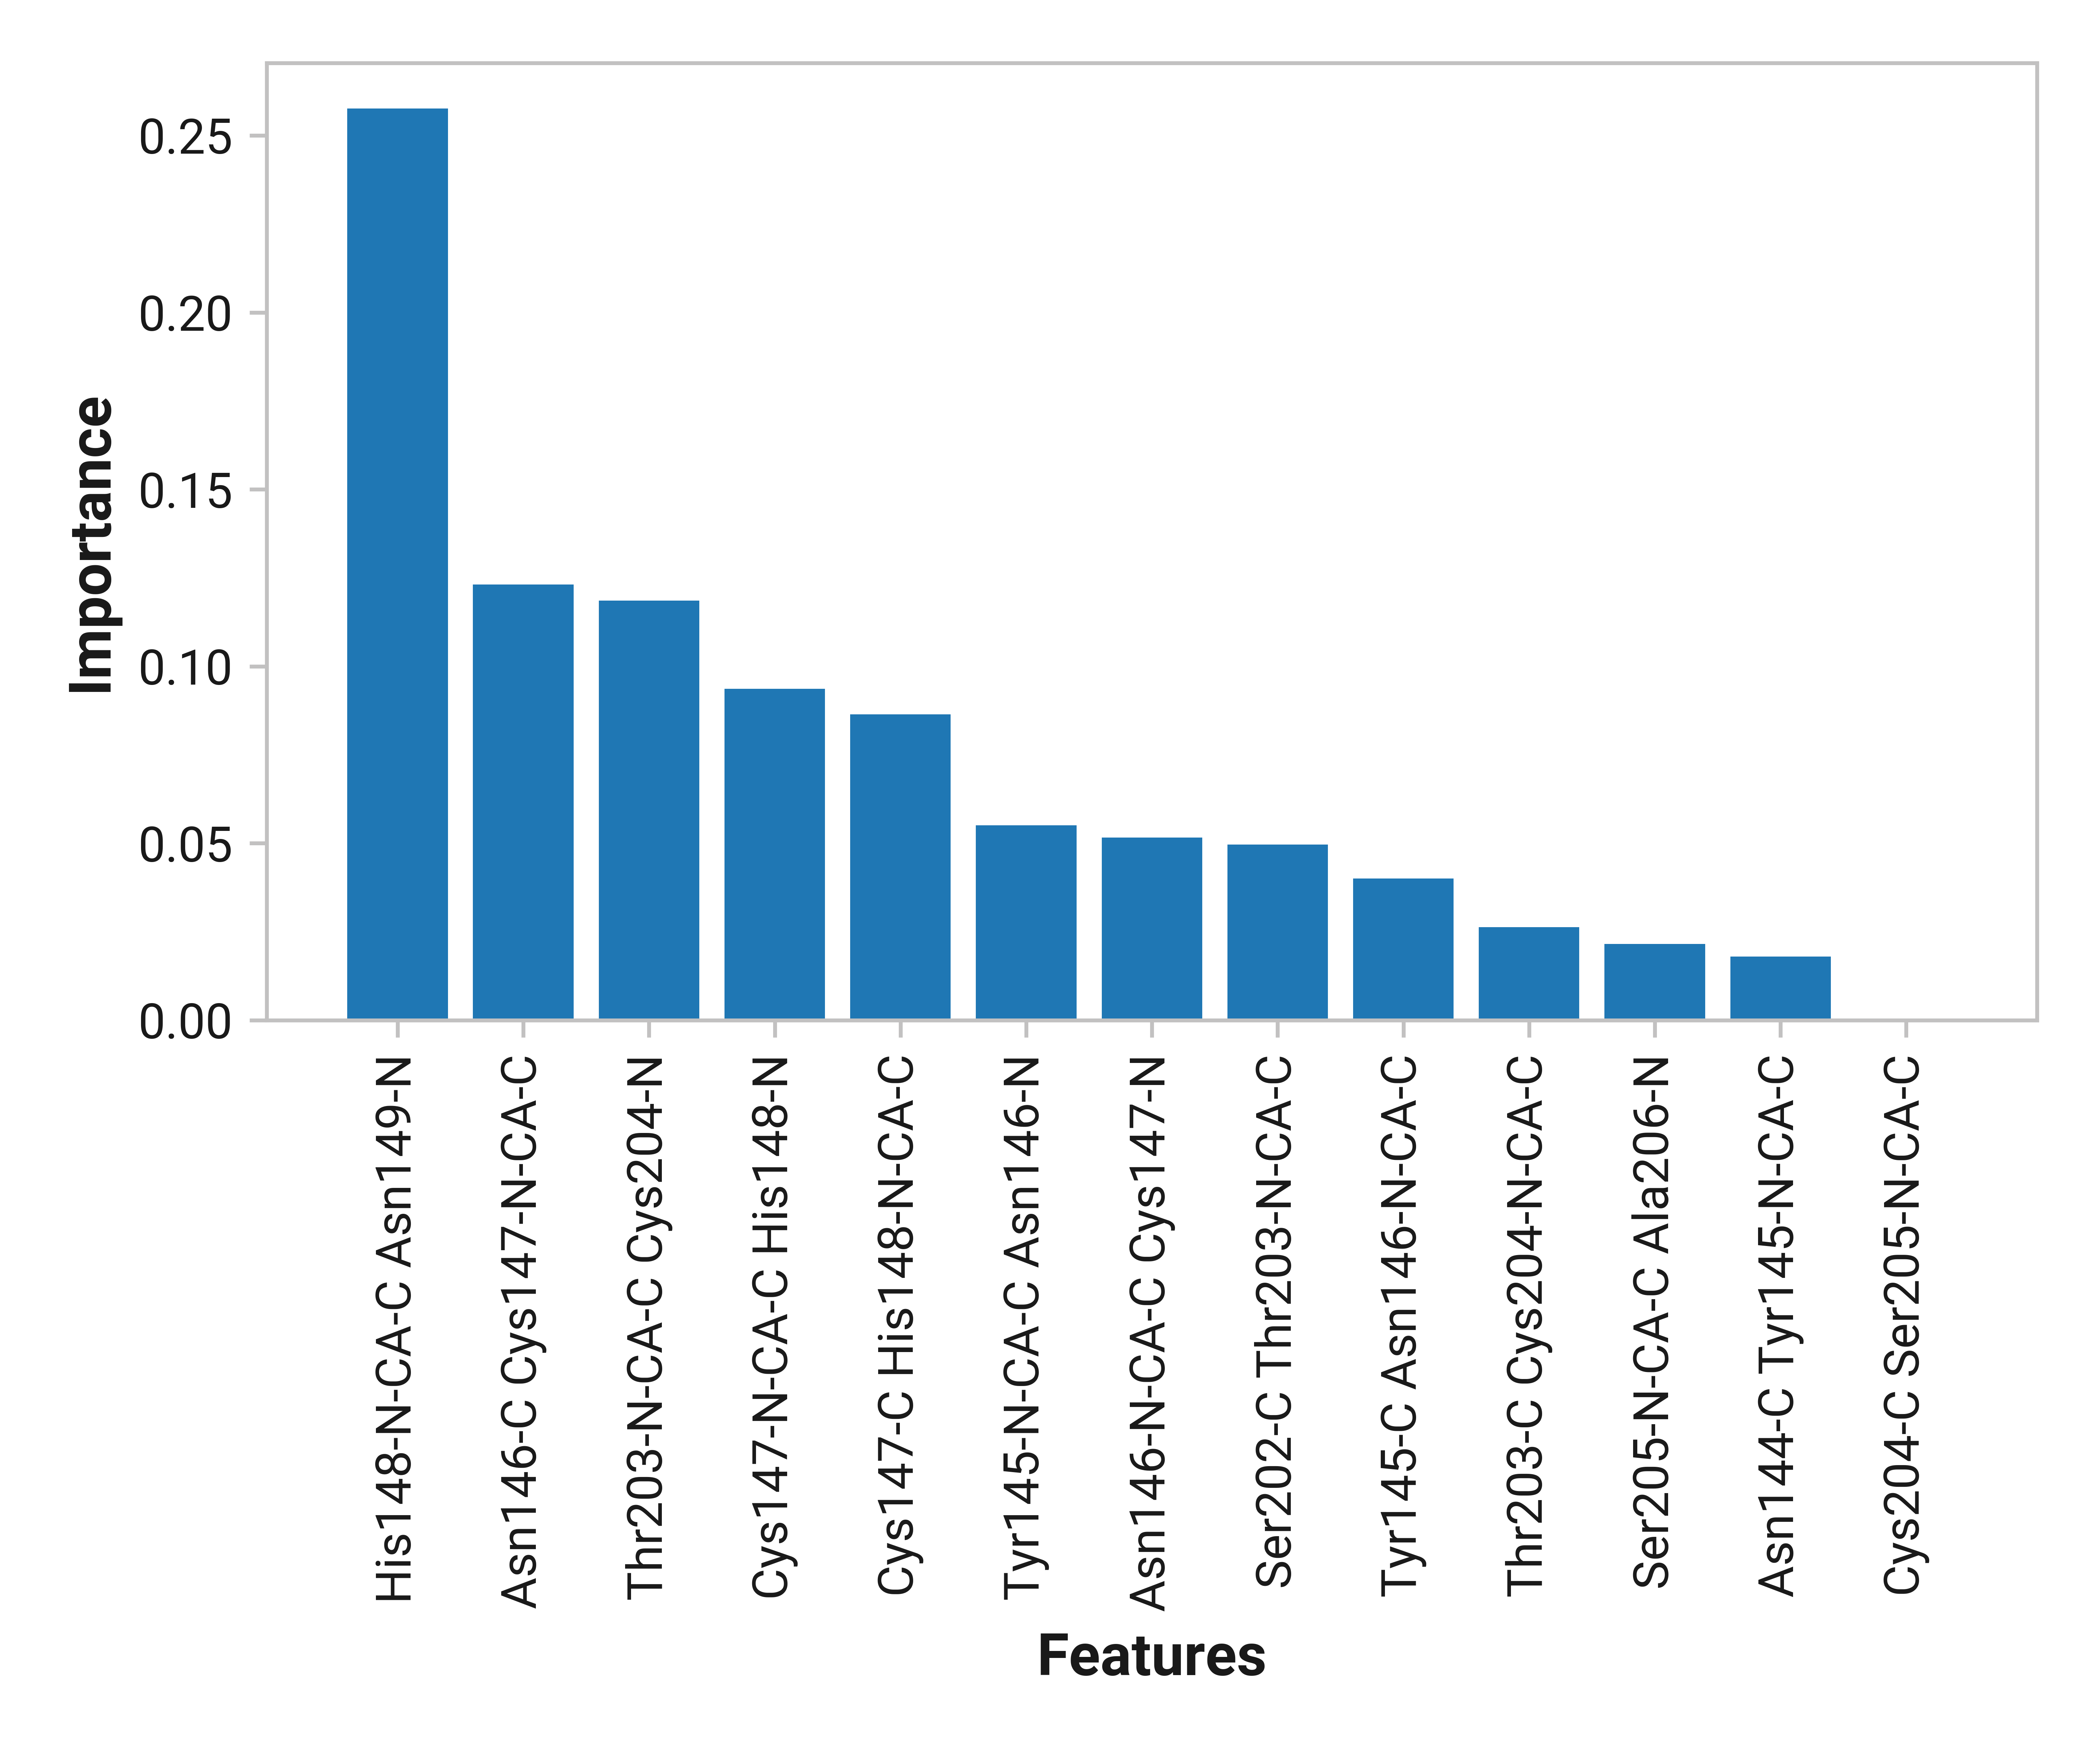 Importance
0.25
0.20
0.15
0.10
0.05
0.00
His148-N-CA-C Asn149-N
Asn146-C Cys147-N-CA-C
Thr203-N-CA-C Cys204-N
Cys147-N-CA-C His148-N
Cys147-C His148-N-CA-C
Tyr145-N-CA-C Asn146-N
Asn146-N-CA-C Cys147-N
Ser202-C Thr203-N-CA-C
Tyr145-C Asn146-N-CA-C
Thr203-C Cys204-N-CA-C
Ser205-N-CA-C Ala206-N
Asn144-C Tyr145-N-CA-C
Cys204-C Ser205-N-CA-C
Features